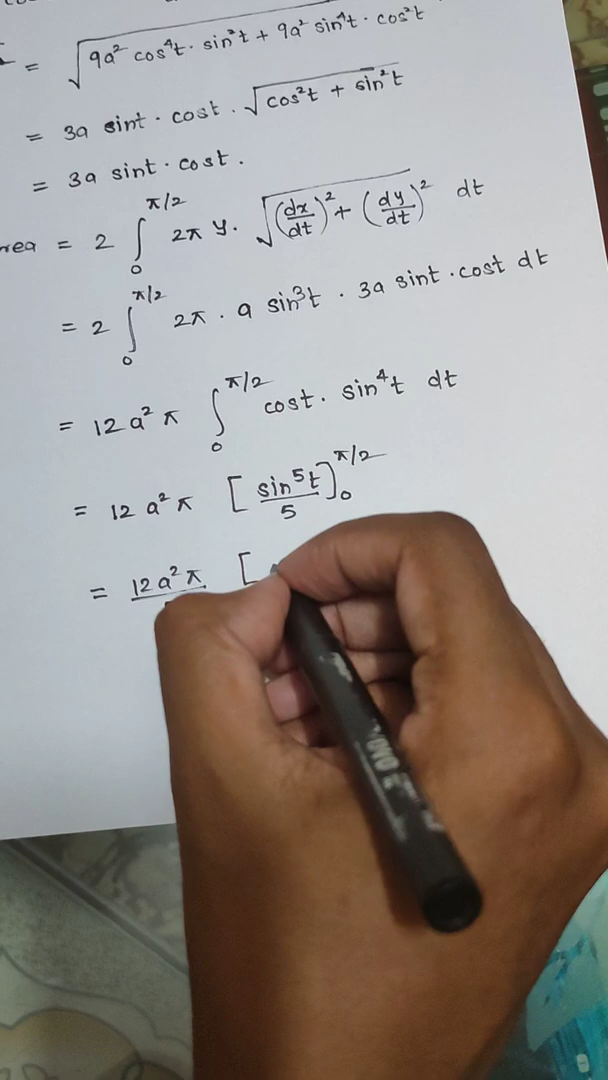 = √(9a² cos⁴t · sin²t + 9a² sin⁴t · cos²t)
= 3a sint · cost · √(cos²t + sin²t)
= 3a sint · cost .
rea = 2 ∫₀^(π/2) 2π y · √((dx/dt)² + (dy/dt)²) dt
= 2 ∫₀^(π/2) 2π · a sin³t · 3a sint · cost dt
= 12 a² π ∫₀^(π/2) cost · sin⁴t dt
= 12 a² π [sin⁵t/5]₀^(π/2)
= 12 a² π [